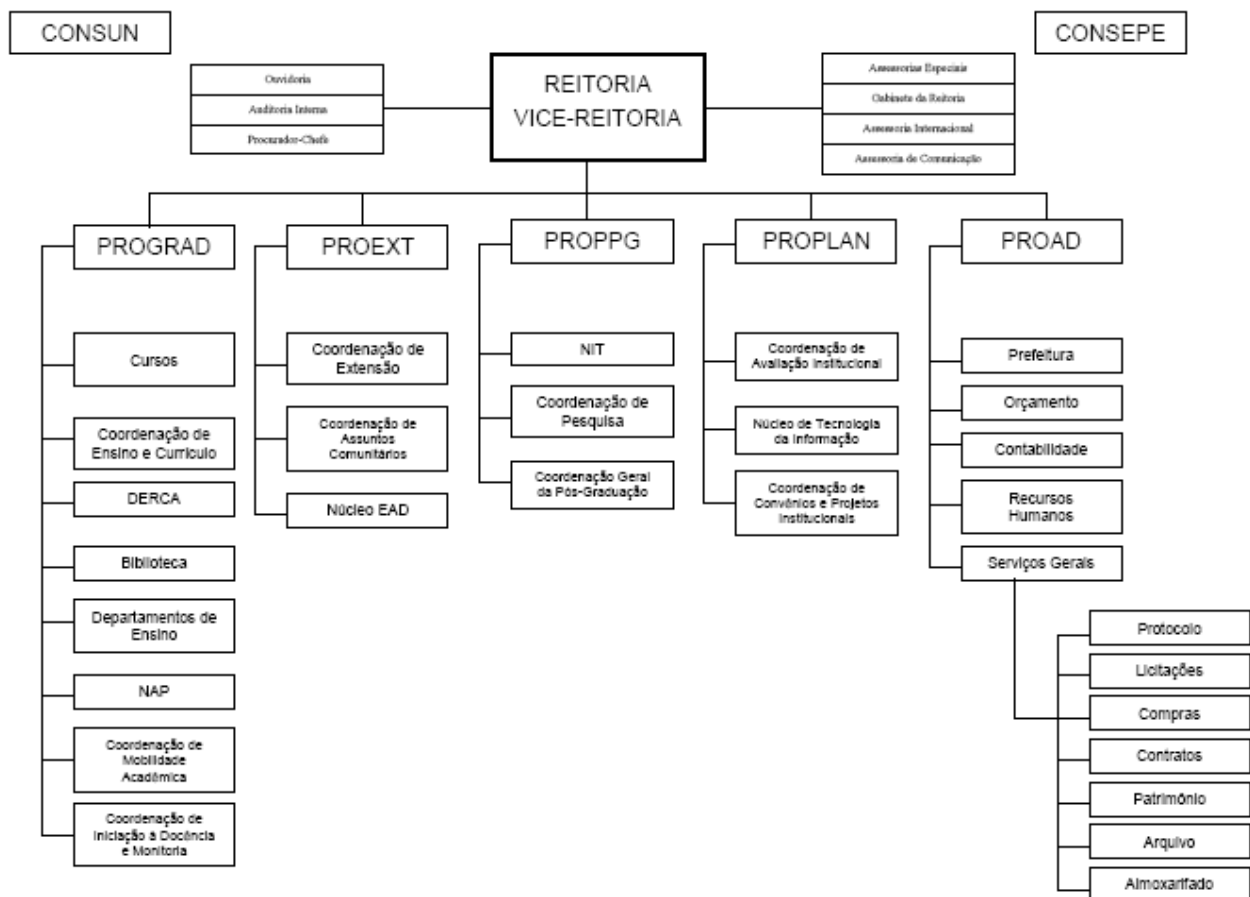 CONSUN
CONSEPE
Ouvidoria
Auditoria Interna
Procurador-Chefe
REITORIA
VICE-REITORIA
Assessorias Especiais
Gabinete da Reitoria
Assessoria Internacional
Assessoria de Comunicação
PROGRAD
PROEXT
PROPPG
PROPLAN
PROAD
Cursos
Coordenação de
Ensino e Currículo
DERCA
Biblioteca
Departamentos de
Ensino
NAP
Coordenação de
Mobilidade
Acadêmica
Coordenação de
Iniciação à Docência
e Monitoria
Coordenação de
Extensão
Coordenação de
Assuntos
Comunitários
Núcleo EAD
NIT
Coordenação de
Pesquisa
Coordenação Geral
da Pós-Graduação
Coordenação de
Avaliação Institucional
Núcleo de Tecnologia
da Informação
Coordenação de
Convênios e Projetos
Institucionais
Prefeitura
Orçamento
Contabilidade
Recursos
Humanos
Serviços Gerais
Protocolo
Licitações
Compras
Contratos
Patrimônio
Arquivo
Almoxarifado